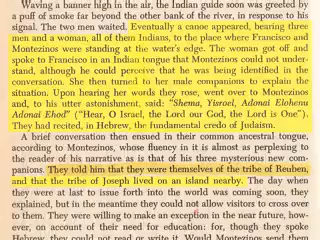 Waving a banner high in the air, the Indian guide soon was greeted by
a puff of smoke far beyond the other bank of the river, in response to his
signal. The two men waited. Eventually a canoe appeared, bearing three
men and a woman, all of them Indians, to the place where Francisco and
Montezinos were standing at the water's edge. The woman got off and
spoke to Francisco in an Indian tongue that Montezinos could not under-
stand, although he could perceive that he was being identified in the
conversation. She then turned to her male companions to explain the
situation. Upon hearing her words they rose, went over to Montezinos
and, to his utter astonishment, said: "Shema, Yisrael, Adonai Elohenu
Adonai Ehod" ("Hear, O Israel, the Lord our God, the Lord is One").
They had recited, in Hebrew, the fundamental credo of Judaism.
A brief conversation then ensued in their common ancestral tongue,
according to Montezinos, whose fluency in it is almost as perplexing to
the reader of his narrative as is that of his three mysterious new com-
panions. They told him that they were themselves of the tribe of Reuben,
and that the tribe of Joseph lived on an island nearby. The day when
they were at last to issue forth into the world was coming soon, they
explained, but in the meantime they could not allow visitors to cross over
to them. They were willing to make an exception in the near future, how-
ever, on account of their need for education: for, though they spoke
Hebrew, they could not read or write it. Would Montezinos send them